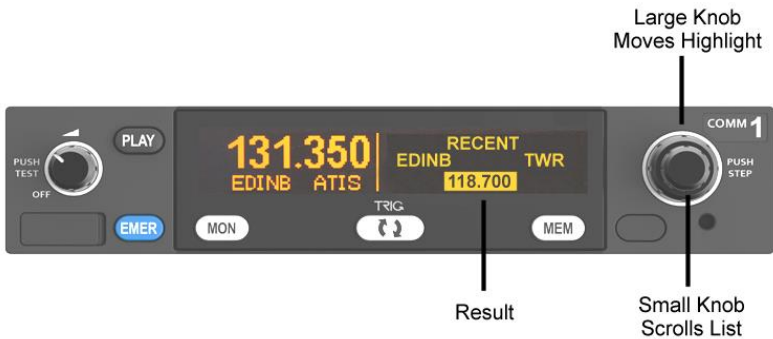 Large Knob
Moves Highlight
COMM 1
PLAY
131.350
RECENT
EDINB TWR
PUSH
TEST
PUSH
STEP
EDINB ATIS
118.700
OFF
TRIG
EMER
MON
MEM
Result
Small Knob
Scrolls List